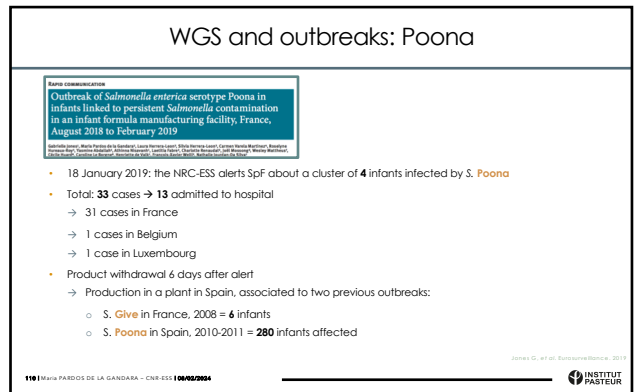 WGS and outbreaks: Poona
RAPID COMMUNICATION
Outbreak of Salmonella enterica serotype Poona in
infants linked to persistent Salmonella contamination
in an infant formula manufacturing facility, France,
August 2018 to February 2019
• 18 January 2019: the NRC-ESS alerts SpF about a cluster of 4 infants infected by S. Poona
• Total: 33 cases → 13 admitted to hospital
→ 31 cases in France
→ 1 cases in Belgium
→ 1 case in Luxembourg
• Product withdrawal 6 days after alert
→ Production in a plant in Spain, associated to two previous outbreaks:
○ S. Give in France, 2008 = 6 infants
○ S. Poona in Spain, 2010-2011 = 280 infants affected
Jones G. et al. Eurosurveillance. 2019
110 | Maria PARDOS DE LA GANDARA – CNR-ESS | 08/02/2024
INSTITUT
PASTEUR